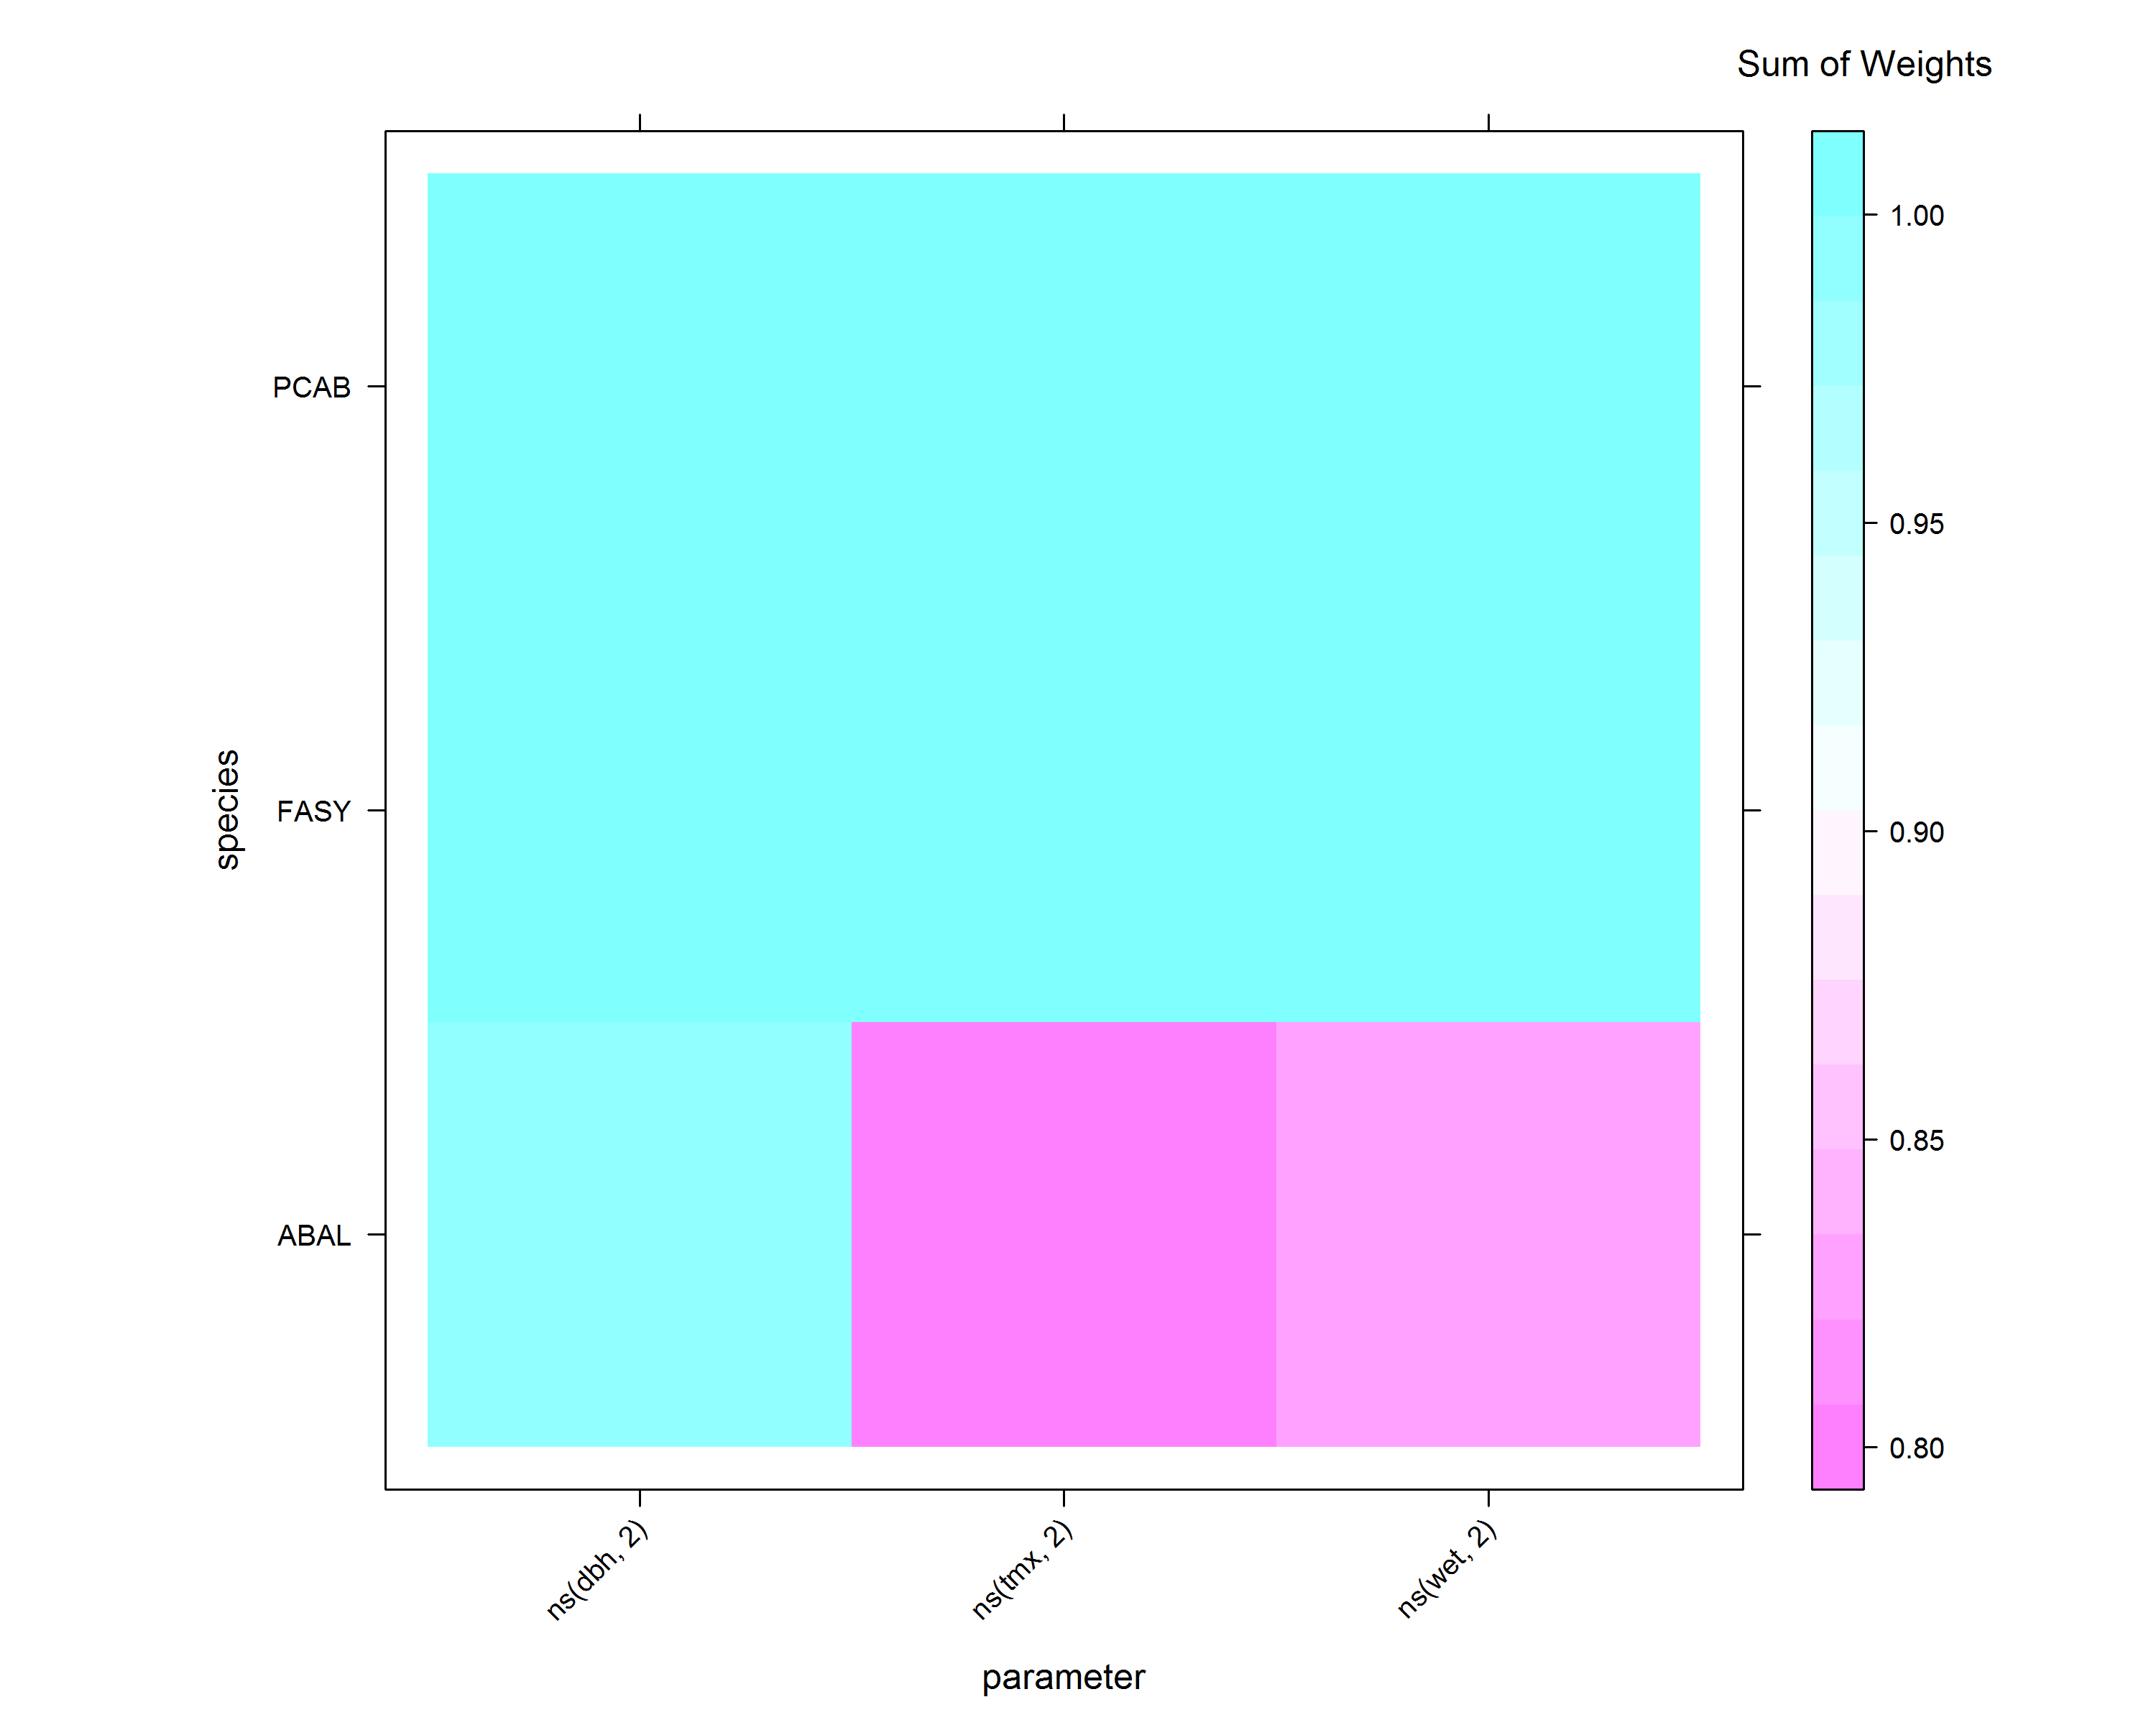 Sum of Weights
1.00
0.95
0.90
0.85
0.80
PCAB
FASY
ABAL
species
ns(dbh, 2)
ns(tmx, 2)
ns(wet, 2)
parameter